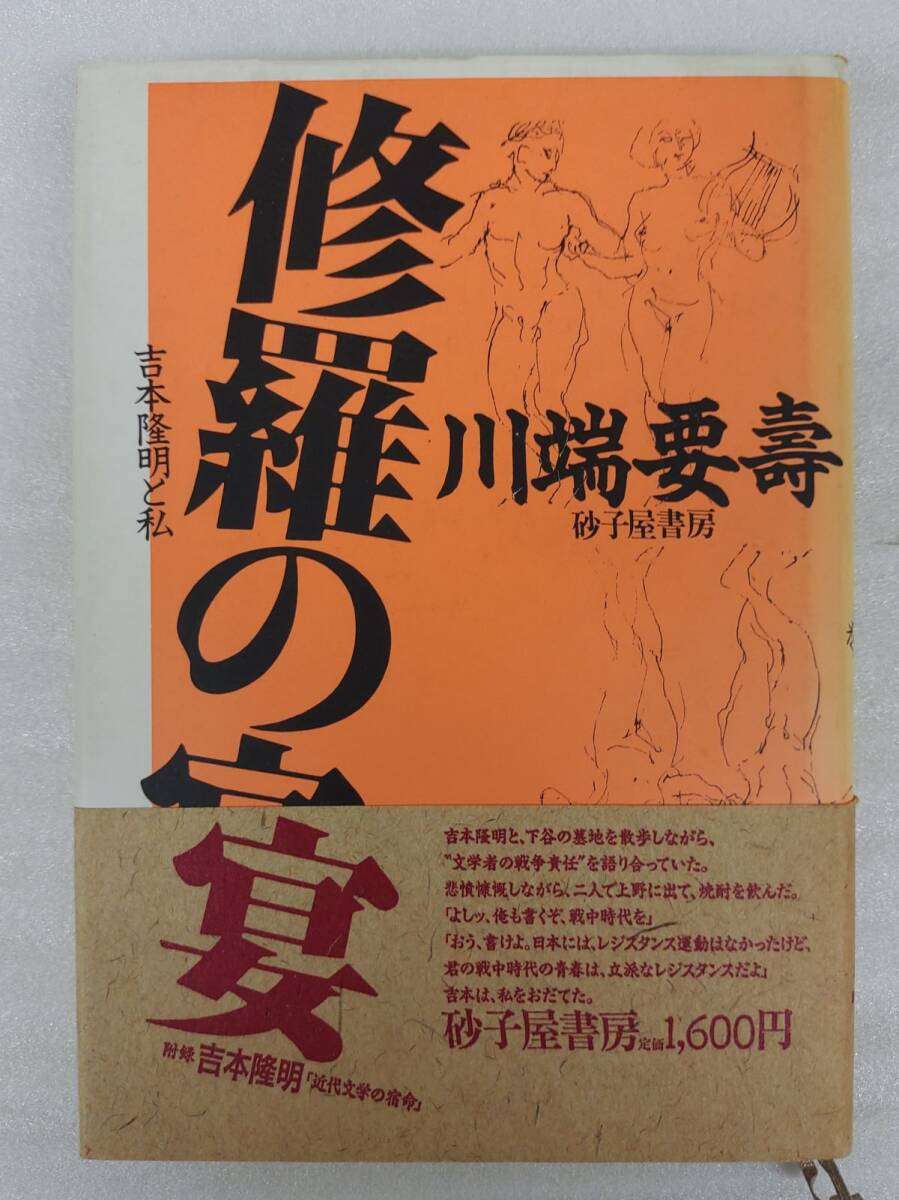 修羅の宴
吉本隆明と私
川端要壽
砂子屋書房
吉本隆明と、下谷の墓地を散歩しながら、
“文学者の戦争責任”を語り合っていた。
悲憤慷慨しながら、二人で上野に出て、焼酎を飲んだ。
「よしッ、俺も書くぞ、戦中時代を」
「おう、書けよ。日本には、レジスタンス運動はなかったけど、
君の戦中時代の青春は、立派なレジスタンスだよ」
吉本は、私をおだてた。
砂子屋書房 定価1,600円
附録 吉本隆明「近代文学の宿命」